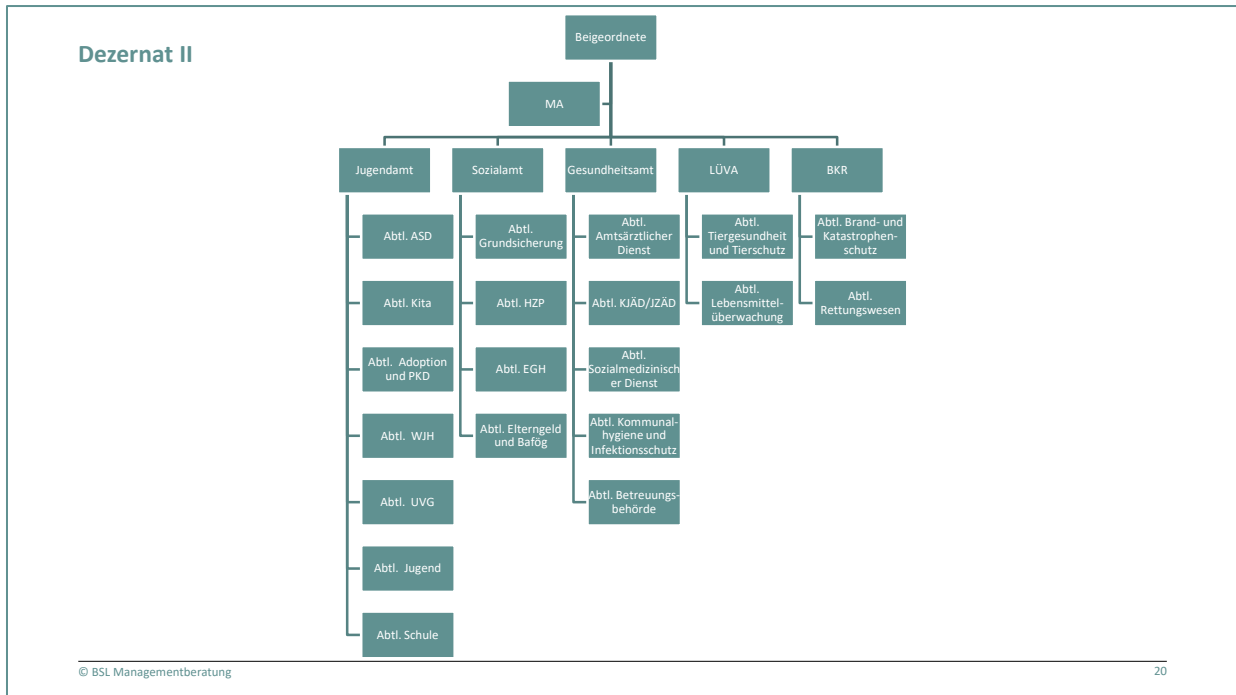 Dezernat II
Beigeordnete
MA
Jugendamt
Sozialamt
Gesundheitsamt
LÜVA
BKR
Abtl. ASD
Abtl. Kita
Abtl.  Adoption
und PKD
Abtl.  WJH
Abtl.  UVG
Abtl.  Jugend
Abtl. Schule
Abtl.
Grundsicherung
Abtl. HZP
Abtl. EGH
Abtl. Elterngeld
und Bafög
Abtl.
Amtsärztlicher
Dienst
Abtl. KJÄD/JZÄD
Abtl.
Sozialmedizinisch
er Dienst
Abtl. Kommunal-
hygiene und
Infektionsschutz
Abtl. Betreuungs-
behörde
Abtl.
Tiergesundheit
und Tierschutz
Abtl.
Lebensmittel-
überwachung
Abtl. Brand- und
Katastrophen-
schutz
Abtl.
Rettungswesen
© BSL Managementberatung
20